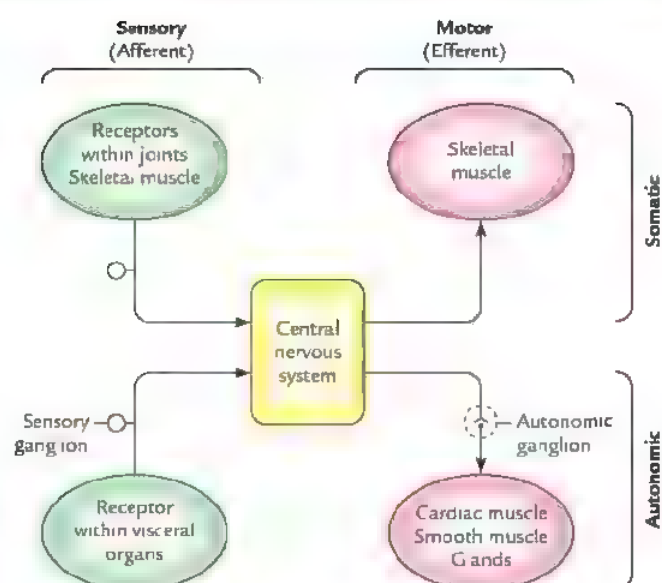 Sensory
(Afferent)
Motor
(Efferent)
Receptors
within joints
Skeletal muscle
Skeletal
muscle
Somatic
Central
nervous
system
Sensory
ganglion
Autonomic
ganglion
Receptor
within visceral
organs
Cardiac muscle
Smooth muscle
Glands
Autonomic